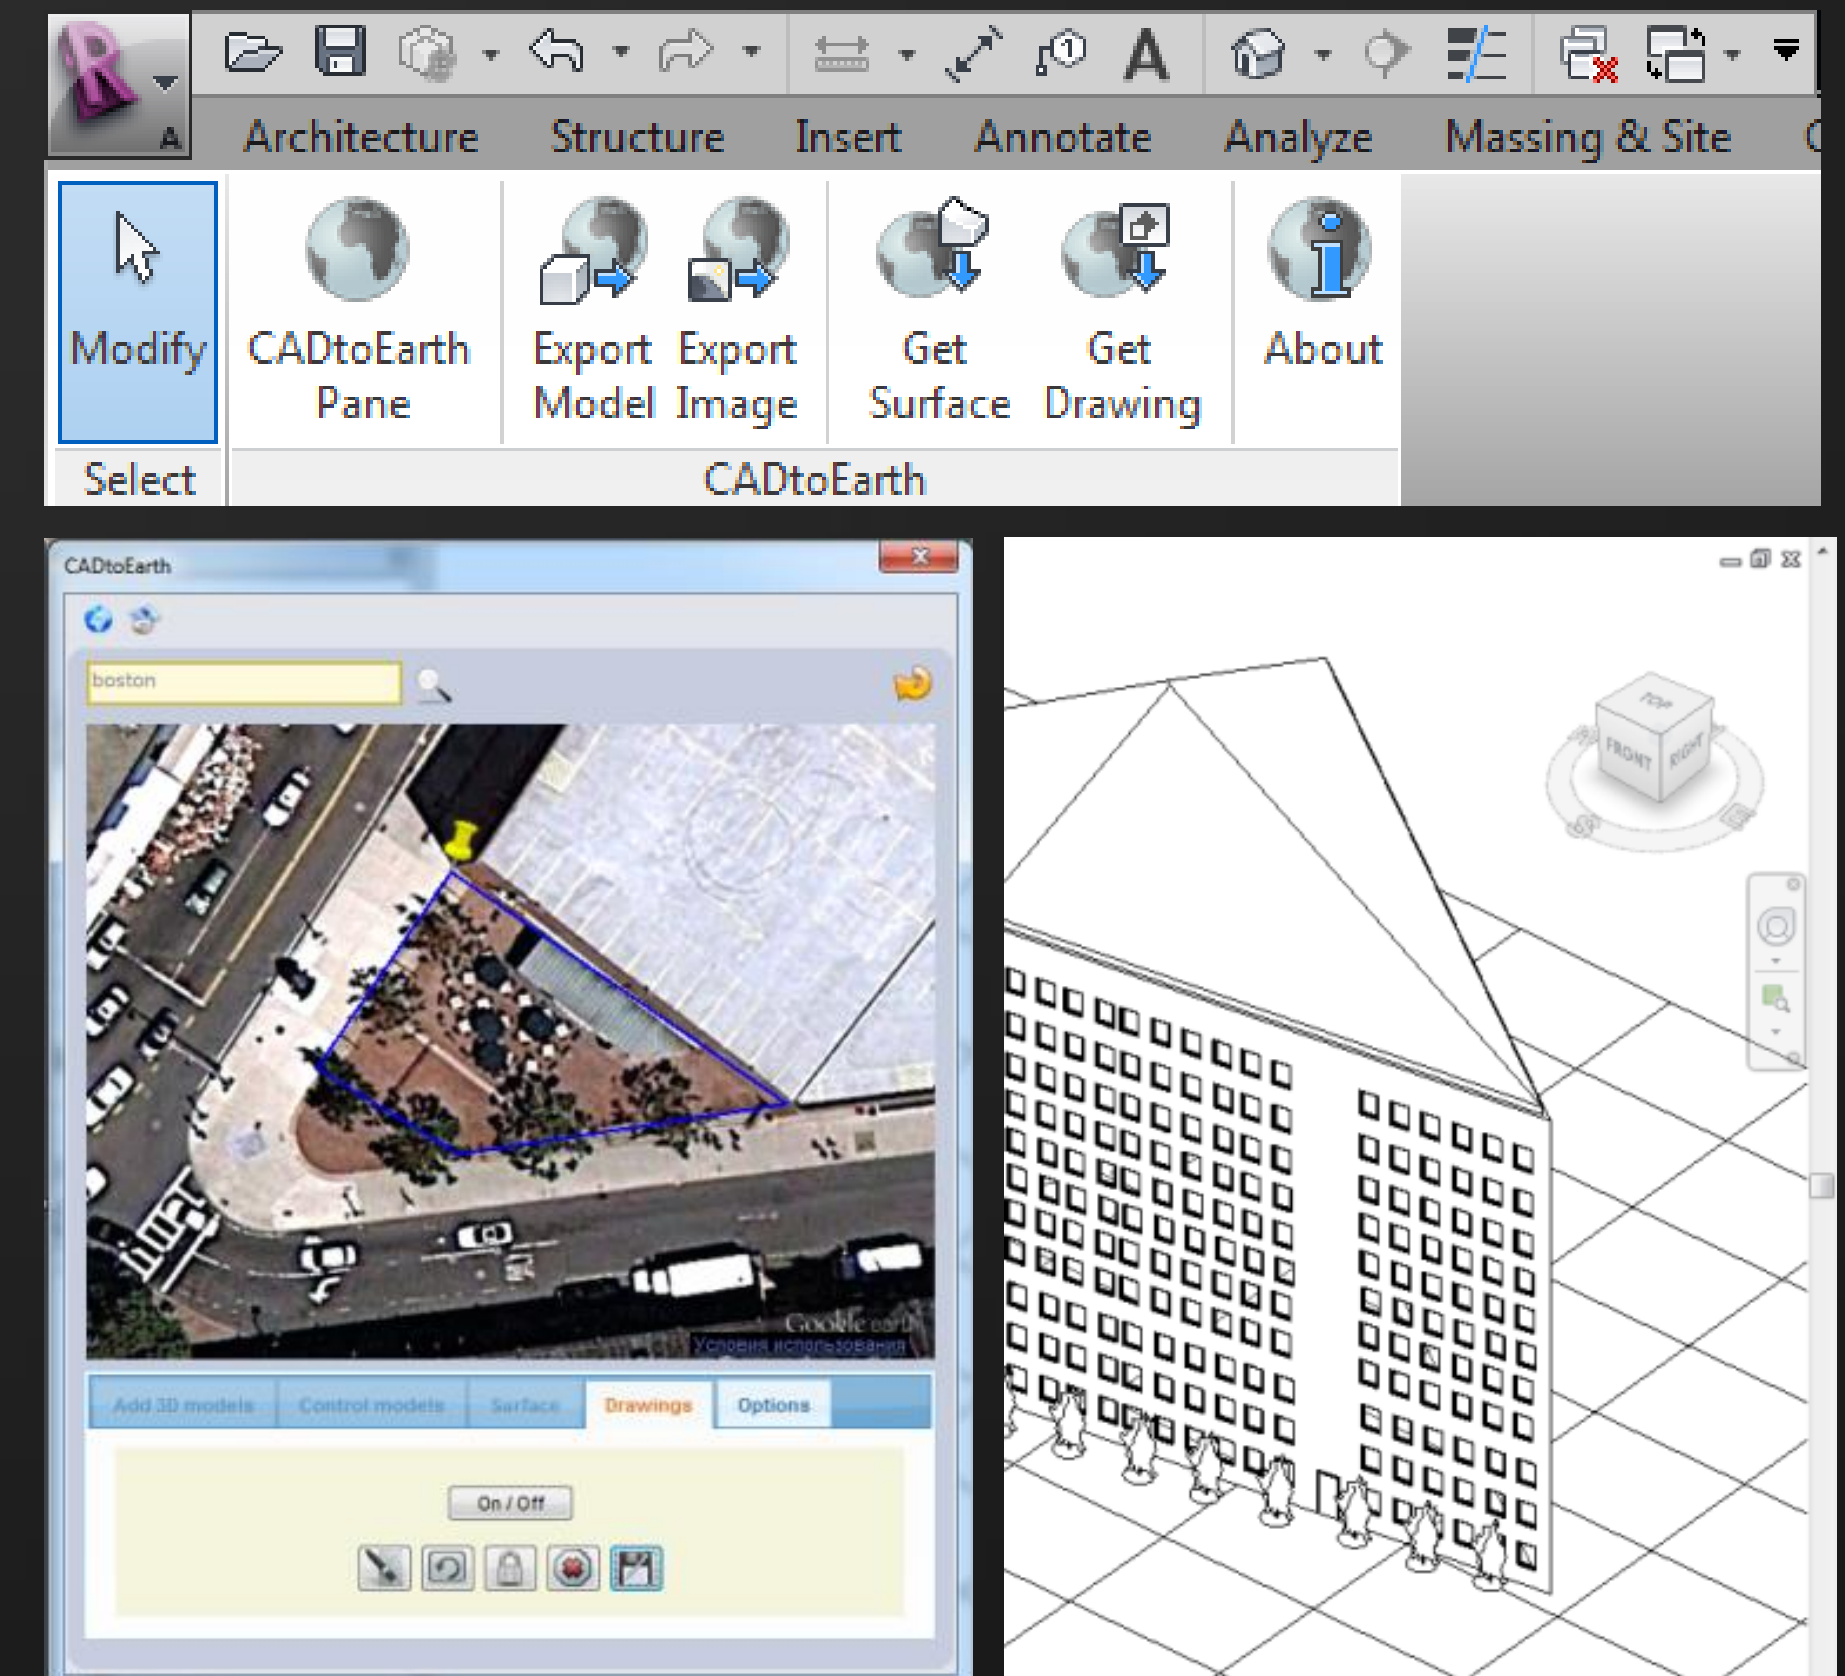 A
1
A
Architecture Structure Insert Annotate Analyze Massing & Site
Modify
CADtoEarth
Pane
Export
Model
Export
Image
Get
Surface
Get
Drawing
About
Select
CADtoEarth
CADtoEarth
boston
Google earth
Условия использования
Add 3D models Control models Surface Drawings Options
On / Off
TOP
FRONT
RIGHT